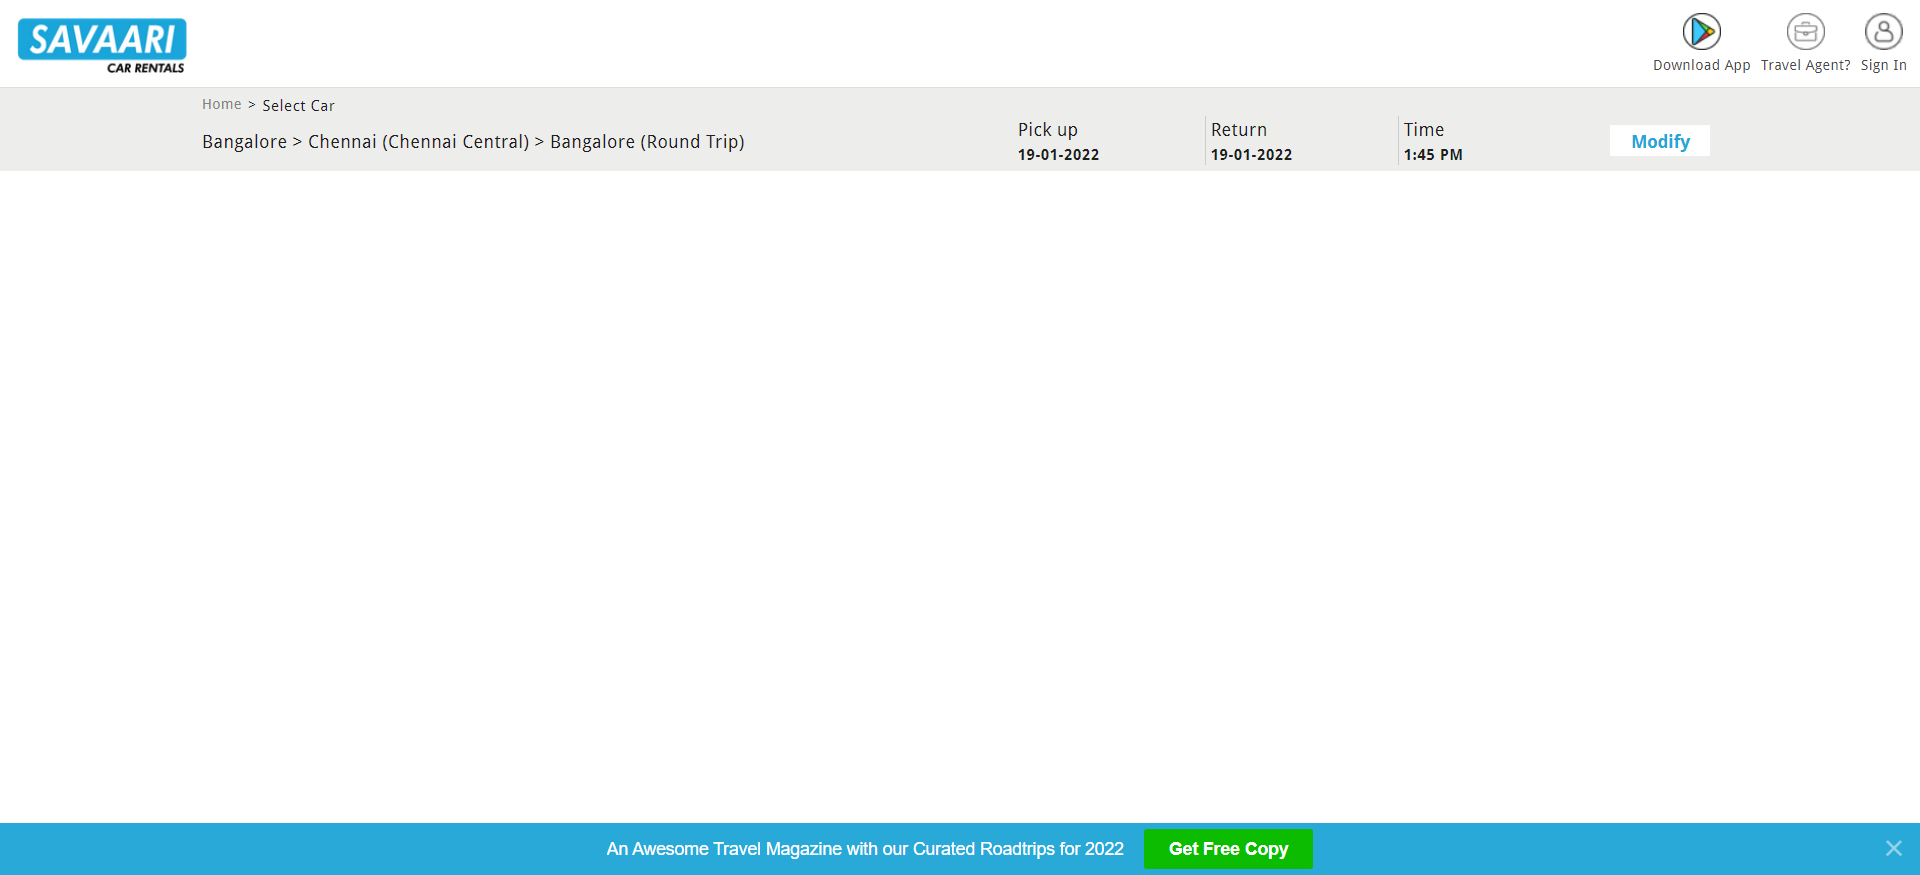 SAVAARI
CAR RENTALS
Download App
Travel Agent?
Sign In
Home > Select Car
Bangalore > Chennai (Chennai Central) > Bangalore (Round Trip)
Pick up
19-01-2022
Return
19-01-2022
Time
1:45 PM
Modify
An Awesome Travel Magazine with our Curated Roadtrips for 2022
Get Free Copy